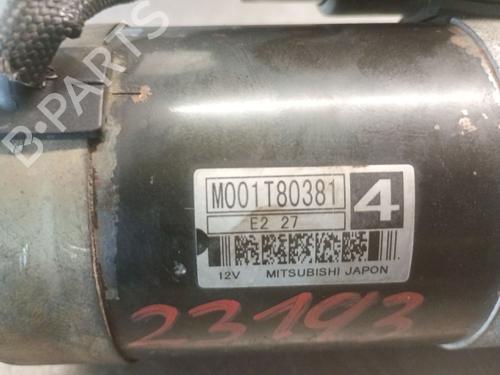 B-PARTS
M001T80381 4
E2 27
12V MITSUBISHI JAPON
23193